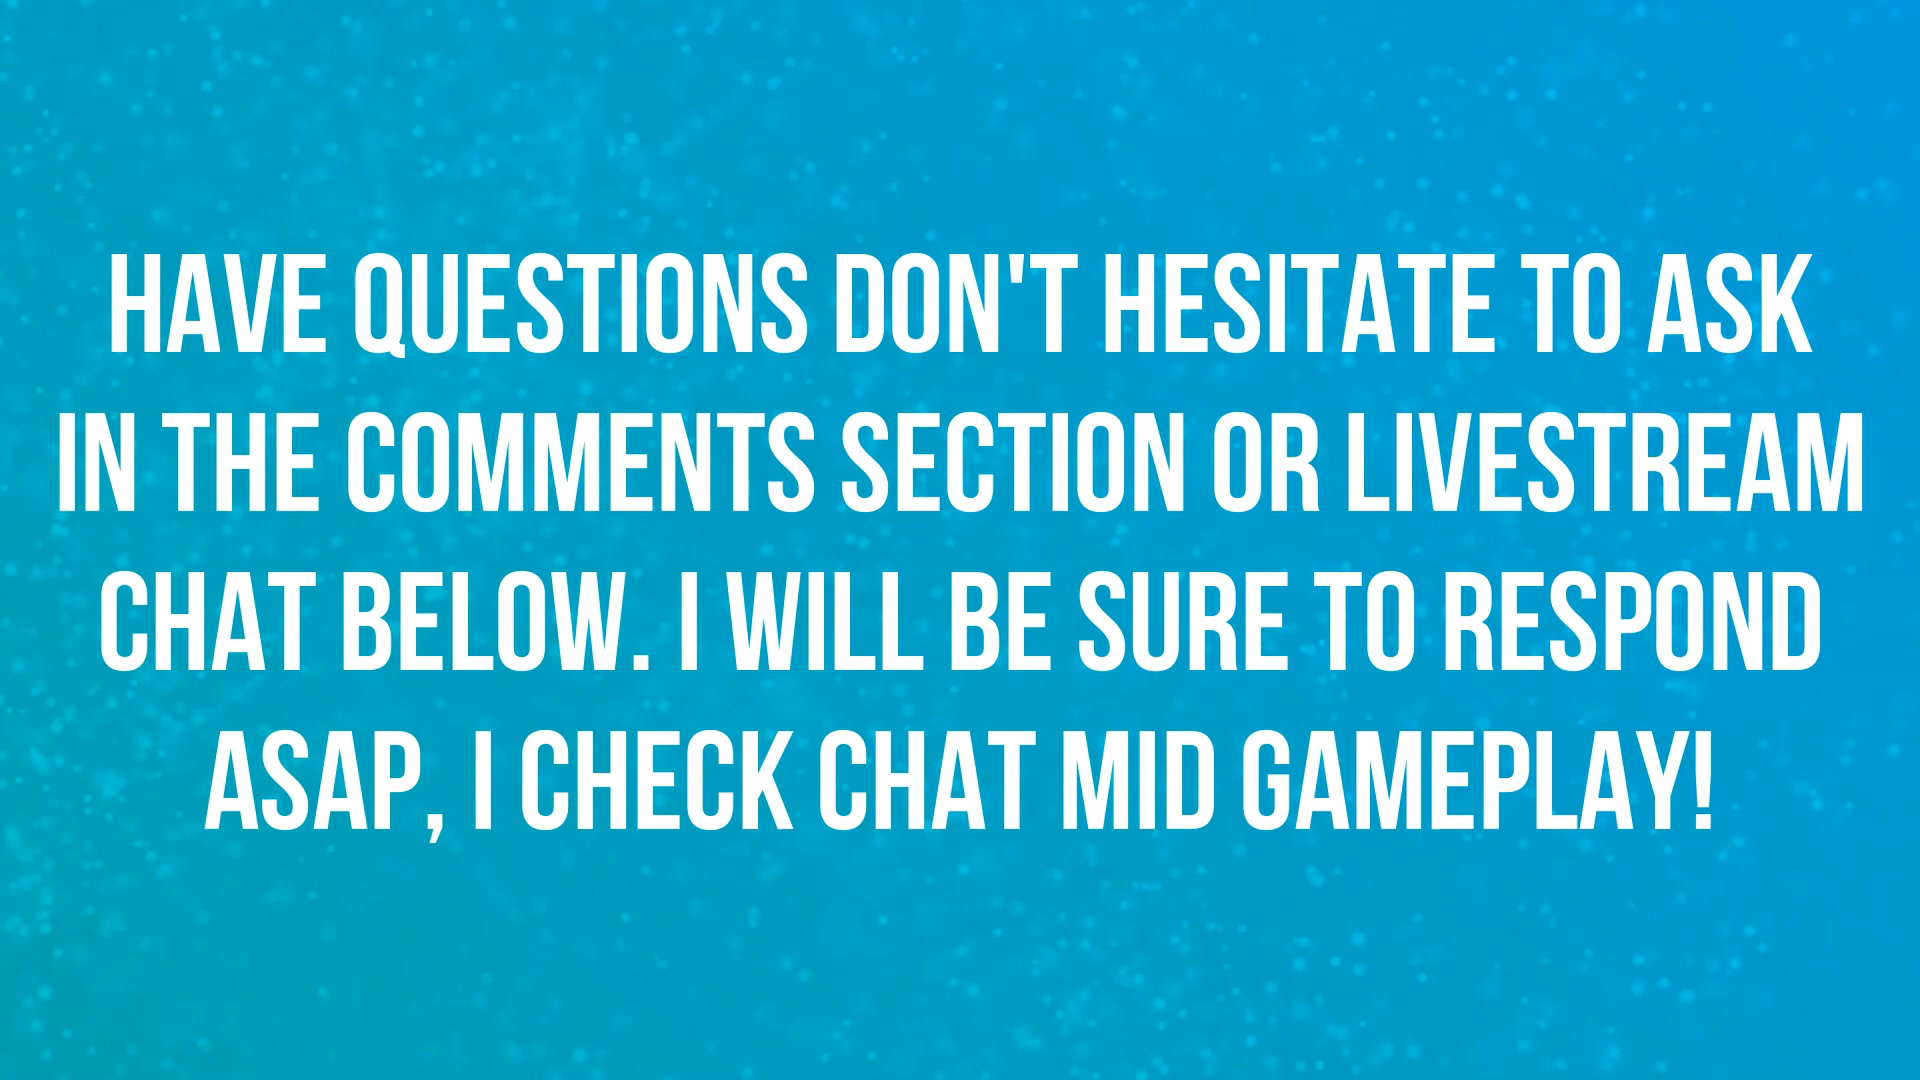 HAVE QUESTIONS DON'T HESITATE TO ASK
IN THE COMMENTS SECTION OR LIVESTREAM
CHAT BELOW. I WILL BE SURE TO RESPOND
ASAP, I CHECK CHAT MID GAMEPLAY!